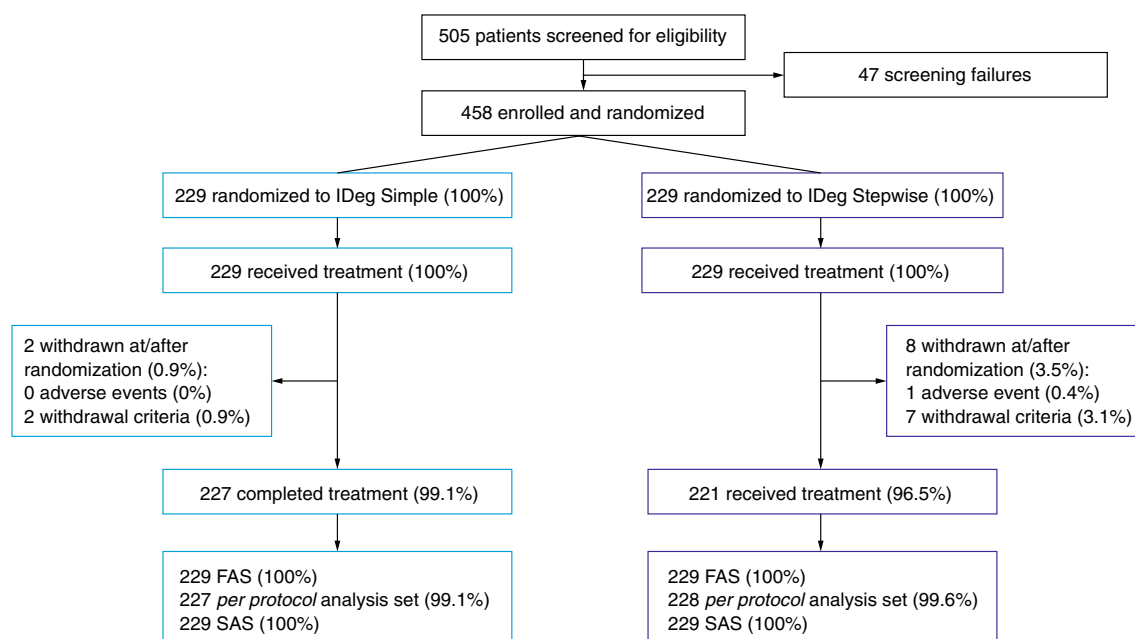 505 patients screened for eligibility
47 screening failures
458 enrolled and randomized
229 randomized to IDeg Simple (100%)
229 randomized to IDeg Stepwise (100%)
229 received treatment (100%)
229 received treatment (100%)
2 withdrawn at/after
randomization (0.9%):
0 adverse events (0%)
2 withdrawal criteria (0.9%)
8 withdrawn at/after
randomization (3.5%):
1 adverse event (0.4%)
7 withdrawal criteria (3.1%)
227 completed treatment (99.1%)
221 received treatment (96.5%)
229 FAS (100%)
227 per protocol analysis set (99.1%)
229 SAS (100%)
229 FAS (100%)
228 per protocol analysis set (99.6%)
229 SAS (100%)